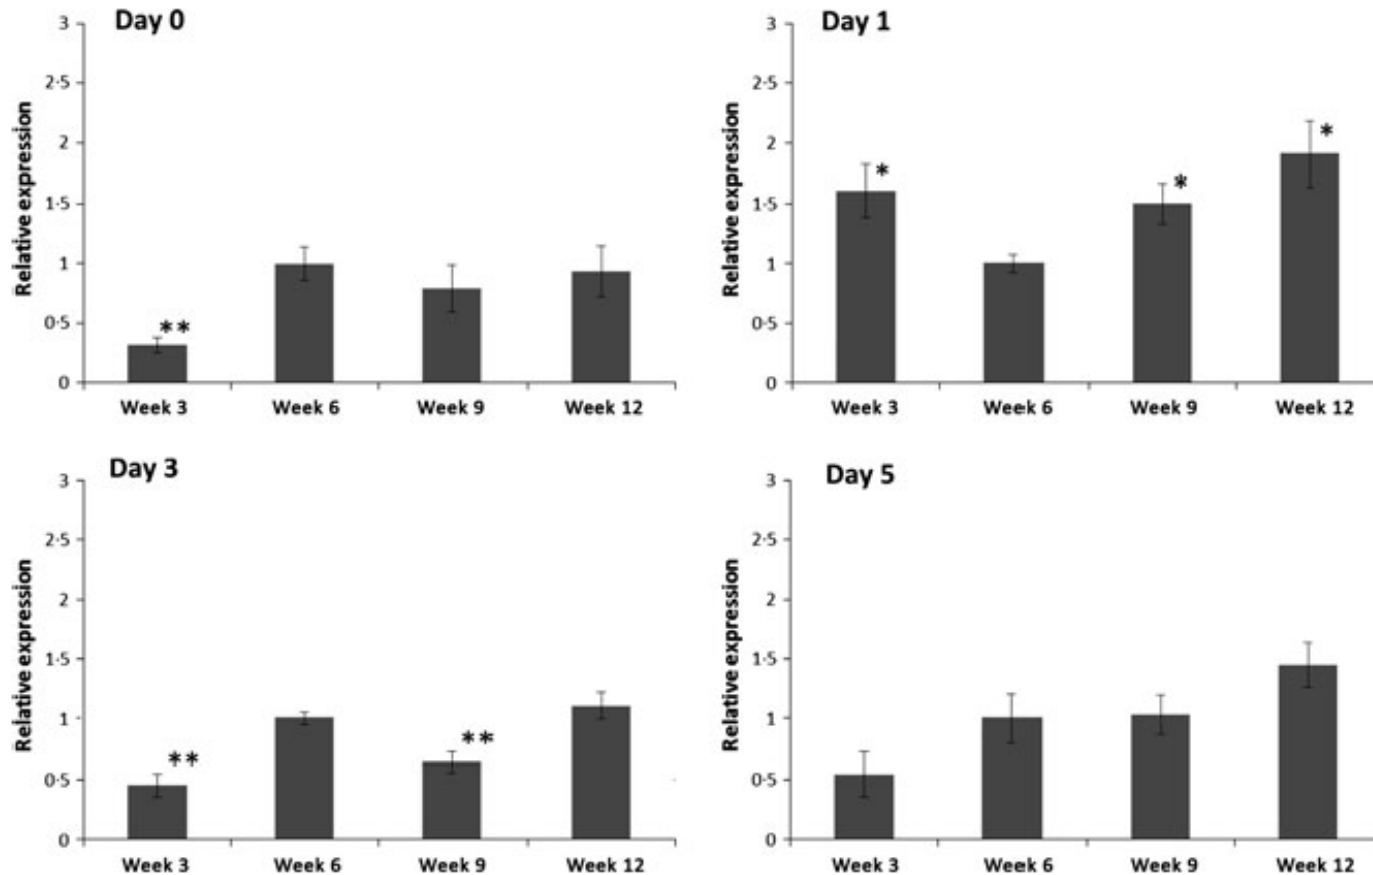 Day 0
3
2·5
2
1·5
1
0·5
0
Relative expression
**
Week 3 Week 6 Week 9 Week 12
Day 1
3
2·5
2
1·5
1
0·5
0
Relative expression
* * *
Week 3 Week 6 Week 9 Week 12
Day 3
3
2·5
2
1·5
1
0·5
0
Relative expression
** **
Week 3 Week 6 Week 9 Week 12
Day 5
3
2·5
2
1·5
1
0·5
0
Relative expression
Week 3 Week 6 Week 9 Week 12